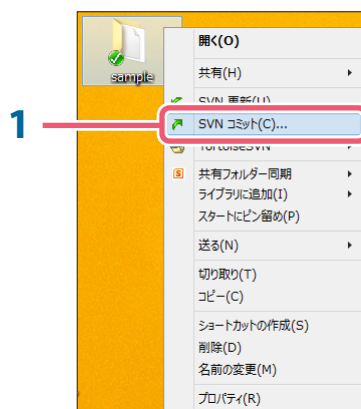 開く(O)
sample
共有(H)
SVN 更新(U)
1
SVN コミット(C)...
TortoiseSVN
共有フォルダー同期
ライブラリに追加(I)
スタートにピン留め(P)
送る(N)
切り取り(T)
コピー(C)
ショートカットの作成(S)
削除(D)
名前の変更(M)
プロパティ(R)